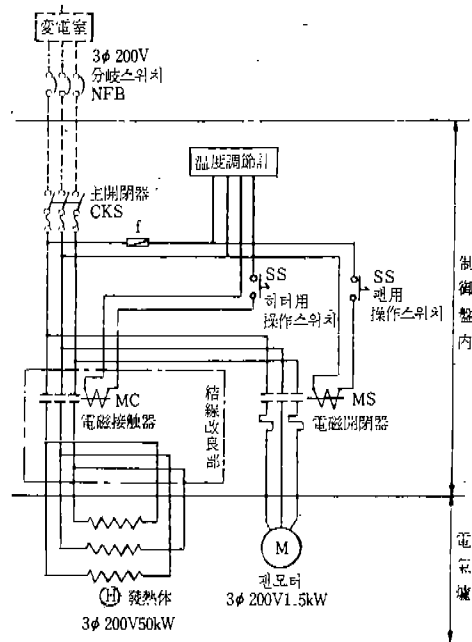 変電室
3φ 200V
分岐스위치
NFB
温度調節計
主開閉器
CKS
f
SS
히터用
操作스위치
SS
팬用
操作스위치
制御盤内
MC
電磁接触器
結線改良部
MS
電磁開閉器
M
팬모터
3φ 200V1.5kW
H 發熱体
3φ 200V50kW
電氣爐